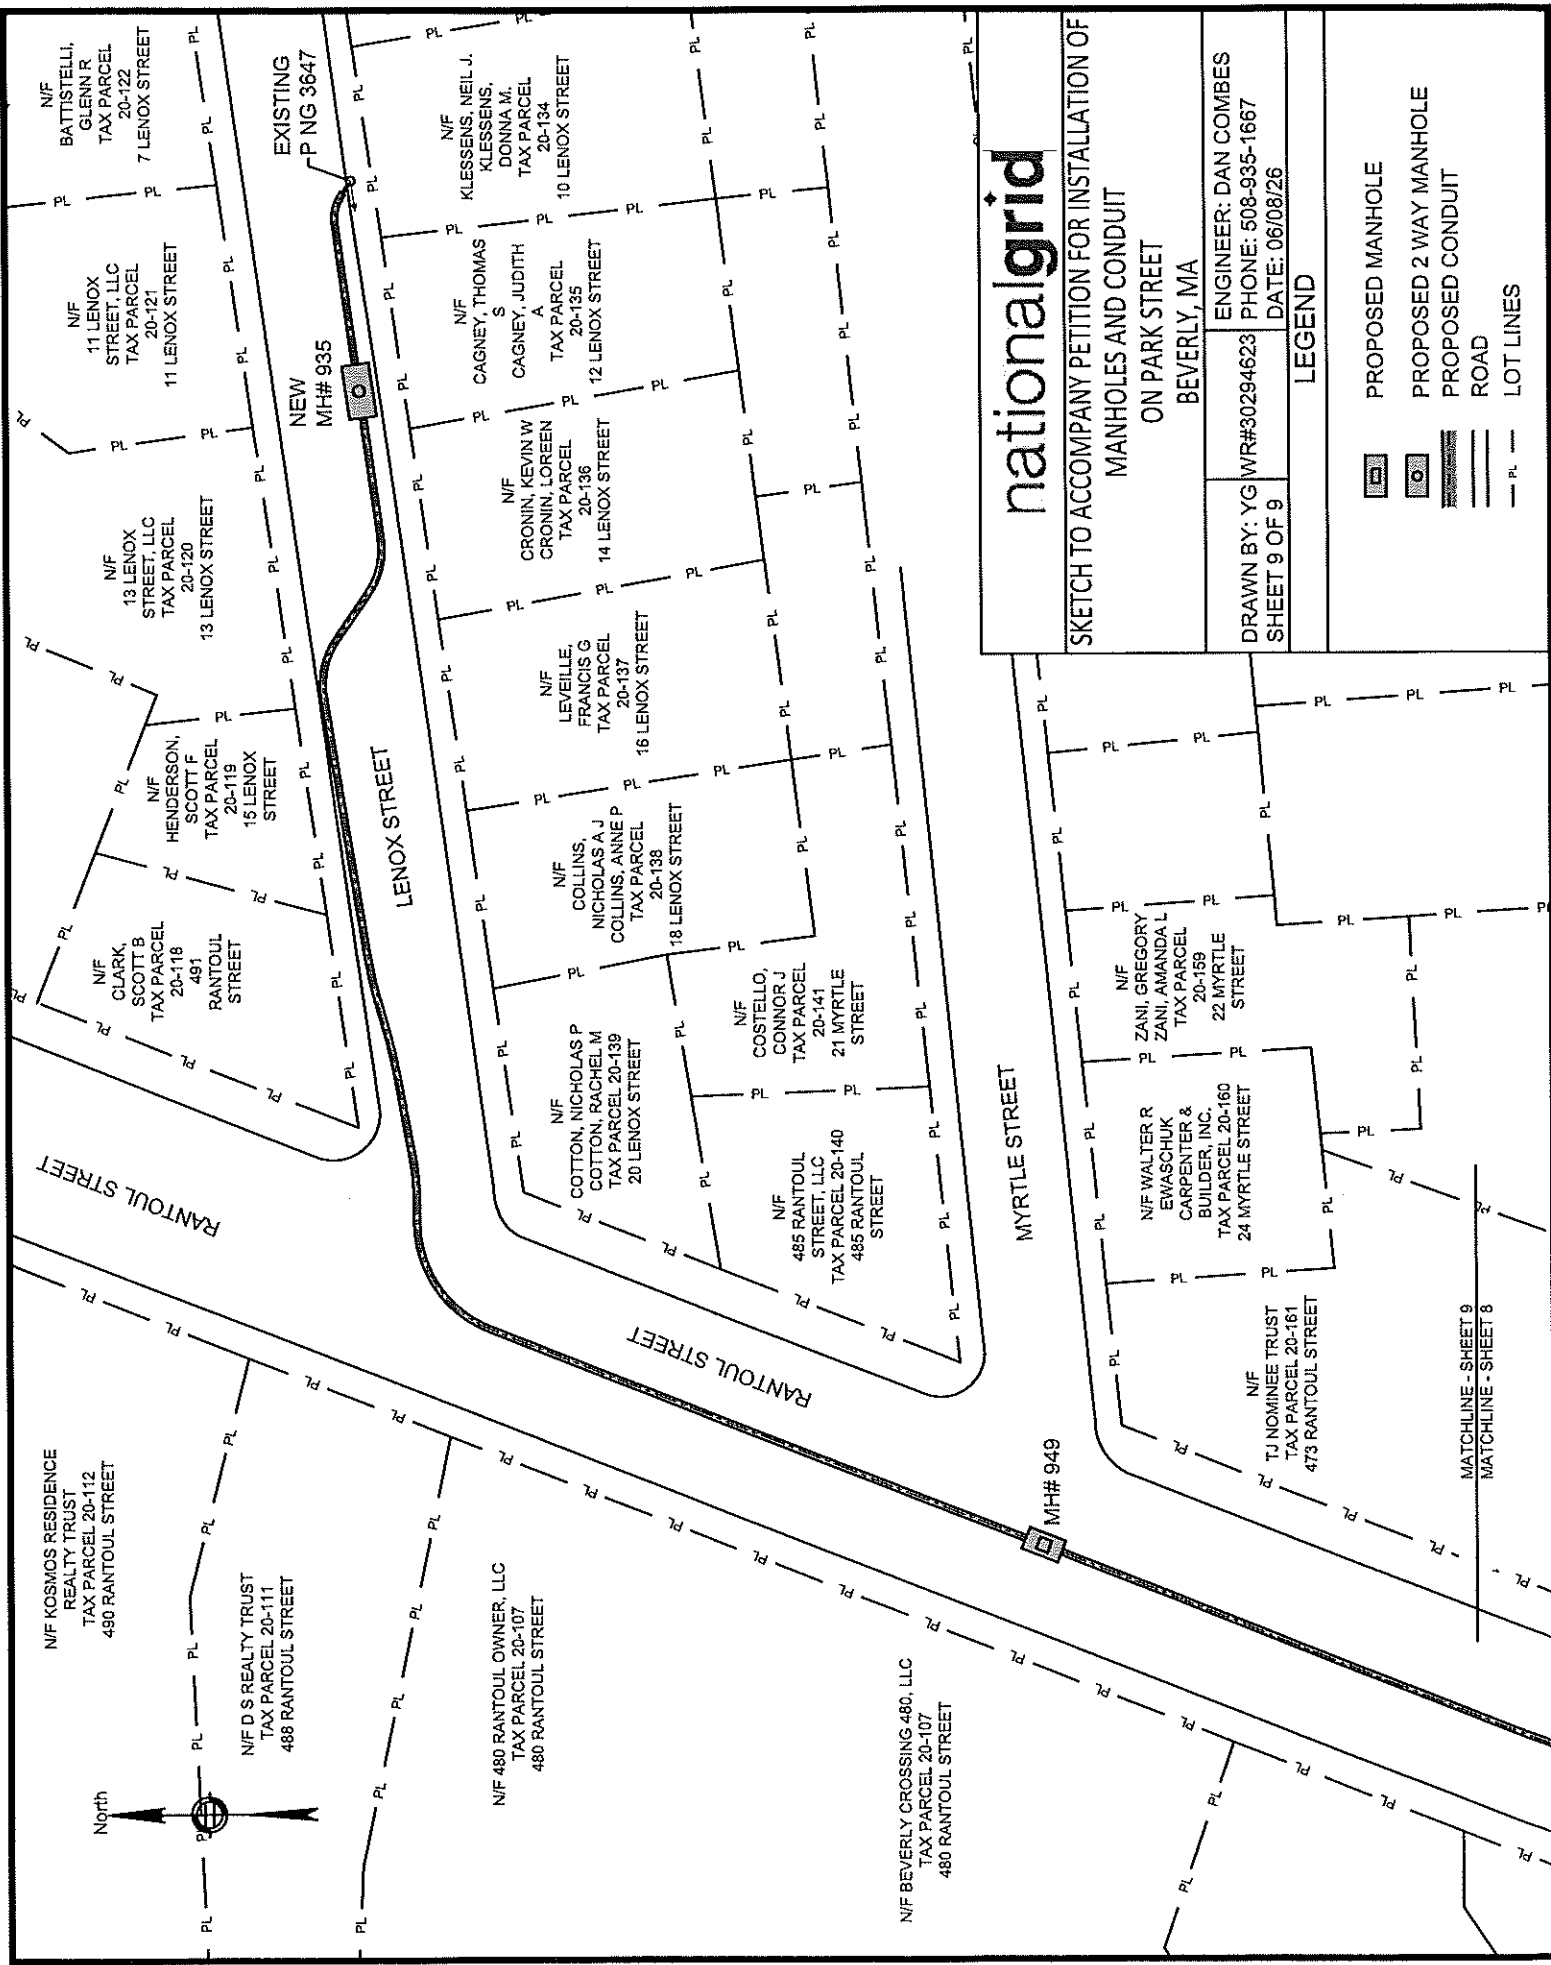 North
N/F KOSMOS RESIDENCE
REALTY TRUST
TAX PARCEL 20-112
490 RANTOUL STREET
N/F D S REALTY TRUST
TAX PARCEL 20-111
488 RANTOUL STREET
N/F 480 RANTOUL OWNER, LLC
TAX PARCEL 20-107
480 RANTOUL STREET
N/F BEVERLY CROSSING 480, LLC
TAX PARCEL 20-107
480 RANTOUL STREET
RANTOUL STREET
RANTOUL STREET
MH# 949
N/F
CLARK,
SCOTT B
TAX PARCEL
20-118
491
RANTOUL
STREET
N/F
HENDERSON,
SCOTT F
TAX PARCEL
20-119
15 LENOX
STREET
N/F
13 LENOX
STREET, LLC
TAX PARCEL
20-120
13 LENOX STREET
N/F
11 LENOX
STREET, LLC
TAX PARCEL
20-121
11 LENOX STREET
N/F
BATTISTELLI,
GLENN R
TAX PARCEL
20-122
7 LENOX STREET
LENOX STREET
NEW
MH# 935
EXISTING
P NG 3647
N/F
COTTON, NICHOLAS P
COTTON, RACHEL M
TAX PARCEL 20-139
20 LENOX STREET
N/F
COLLINS,
NICHOLAS A J
COLLINS, ANNE P
TAX PARCEL
20-138
18 LENOX STREET
N/F
LEVEILLE,
FRANCIS G
TAX PARCEL
20-137
16 LENOX STREET
N/F
CRONIN, KEVIN W
CRONIN, LOREEN
TAX PARCEL
20-136
14 LENOX STREET
N/F
CAGNEY, THOMAS
S
CAGNEY, JUDITH
A
TAX PARCEL
20-135
12 LENOX STREET
N/F
KLESSENS, NEIL J.
KLESSENS,
DONNA M.
TAX PARCEL
20-134
10 LENOX STREET
N/F
485 RANTOUL
STREET, LLC
TAX PARCEL 20-140
485 RANTOUL
STREET
N/F
COSTELLO,
CONNOR J
TAX PARCEL
20-141
21 MYRTLE
STREET
MYRTLE STREET
N/F
TJ NOMINEE TRUST
TAX PARCEL 20-161
473 RANTOUL STREET
N/F WALTER R
EWASCHUK
CARPENTER &
BUILDER, INC.
TAX PARCEL 20-160
24 MYRTLE STREET
N/F
ZANI, GREGORY
ZANI, AMANDA L
TAX PARCEL
20-159
22 MYRTLE
STREET
MATCHLINE - SHEET 9
MATCHLINE - SHEET 8
nationalgrid
SKETCH TO ACCOMPANY PETITION FOR INSTALLATION OF
MANHOLES AND CONDUIT
ON PARK STREET
BEVERLY, MA
DRAWN BY: YG WR#30294623 ENGINEER: DAN COMBES
PHONE: 508-935-1667
SHEET 9 OF 9 DATE: 06/08/26
LEGEND
PROPOSED MANHOLE
PROPOSED 2 WAY MANHOLE
PROPOSED CONDUIT
ROAD
PL LOT LINES